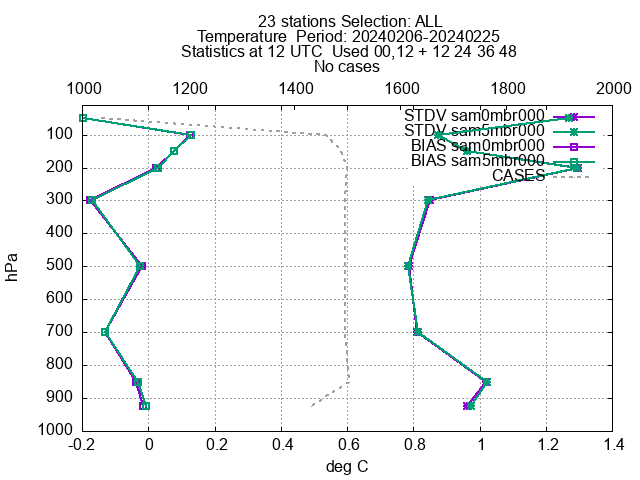 23 stations Selection: ALL
Temperature  Period: 20240206-20240225
Statistics at 12 UTC  Used 00,12 + 12 24 36 48
No cases
1000 1200 1400 1600 1800 2000
STDV sam0mbr000
STDV sam5mbr000
BIAS sam0mbr000
BIAS sam5mbr000
CASES
100
200
300
400
500
600
700
800
900
1000
hPa
-0.2 0 0.2 0.4 0.6 0.8 1 1.2 1.4
deg C